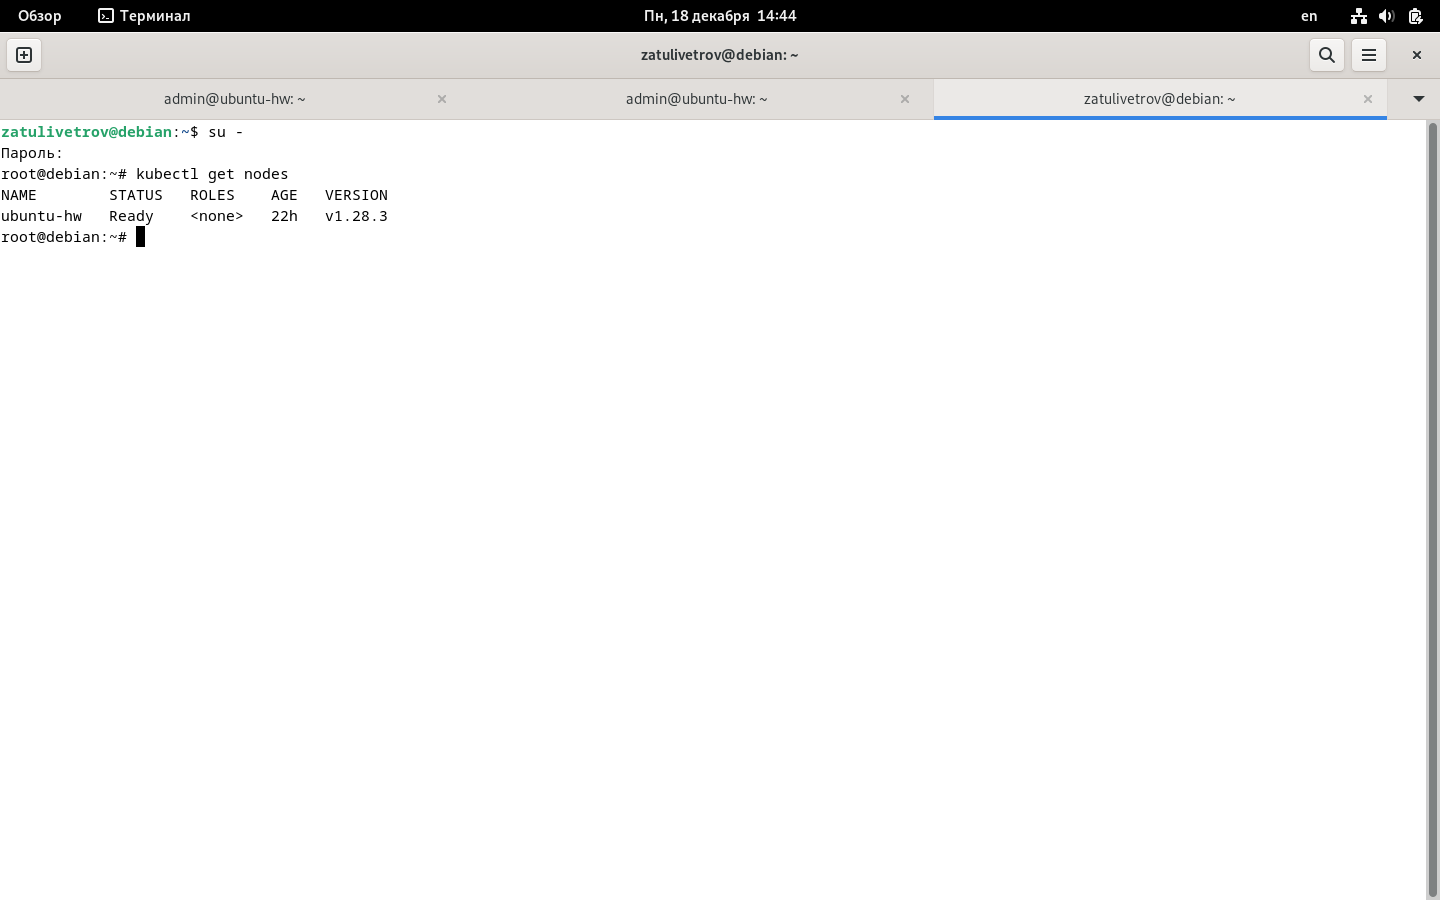 Обзор Терминал Пн, 18 декабря 14:44 en
zatulivetrov@debian: ~
admin@ubuntu-hw: ~ admin@ubuntu-hw: ~ zatulivetrov@debian: ~
zatulivetrov@debian:~$ su -
Пароль:
root@debian:~# kubectl get nodes
NAME        STATUS   ROLES    AGE   VERSION
ubuntu-hw   Ready    <none>   22h   v1.28.3
root@debian:~#